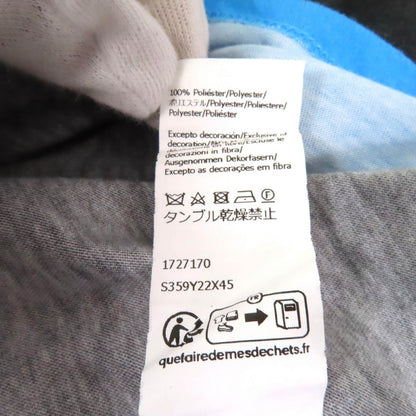 100% Poliéster/Polyester/
ポリエステル/Polyester/Poliestere/
Polyester/Poliéster
Excepto decoración/Exclusive of
decorazioni in fibra/
Ausgenommen Dekorfasern/
Excepto as decorações em fibra
タンブル乾燥禁止
1727170
S359Y22X45
FR
quefairedemesdechets.fr